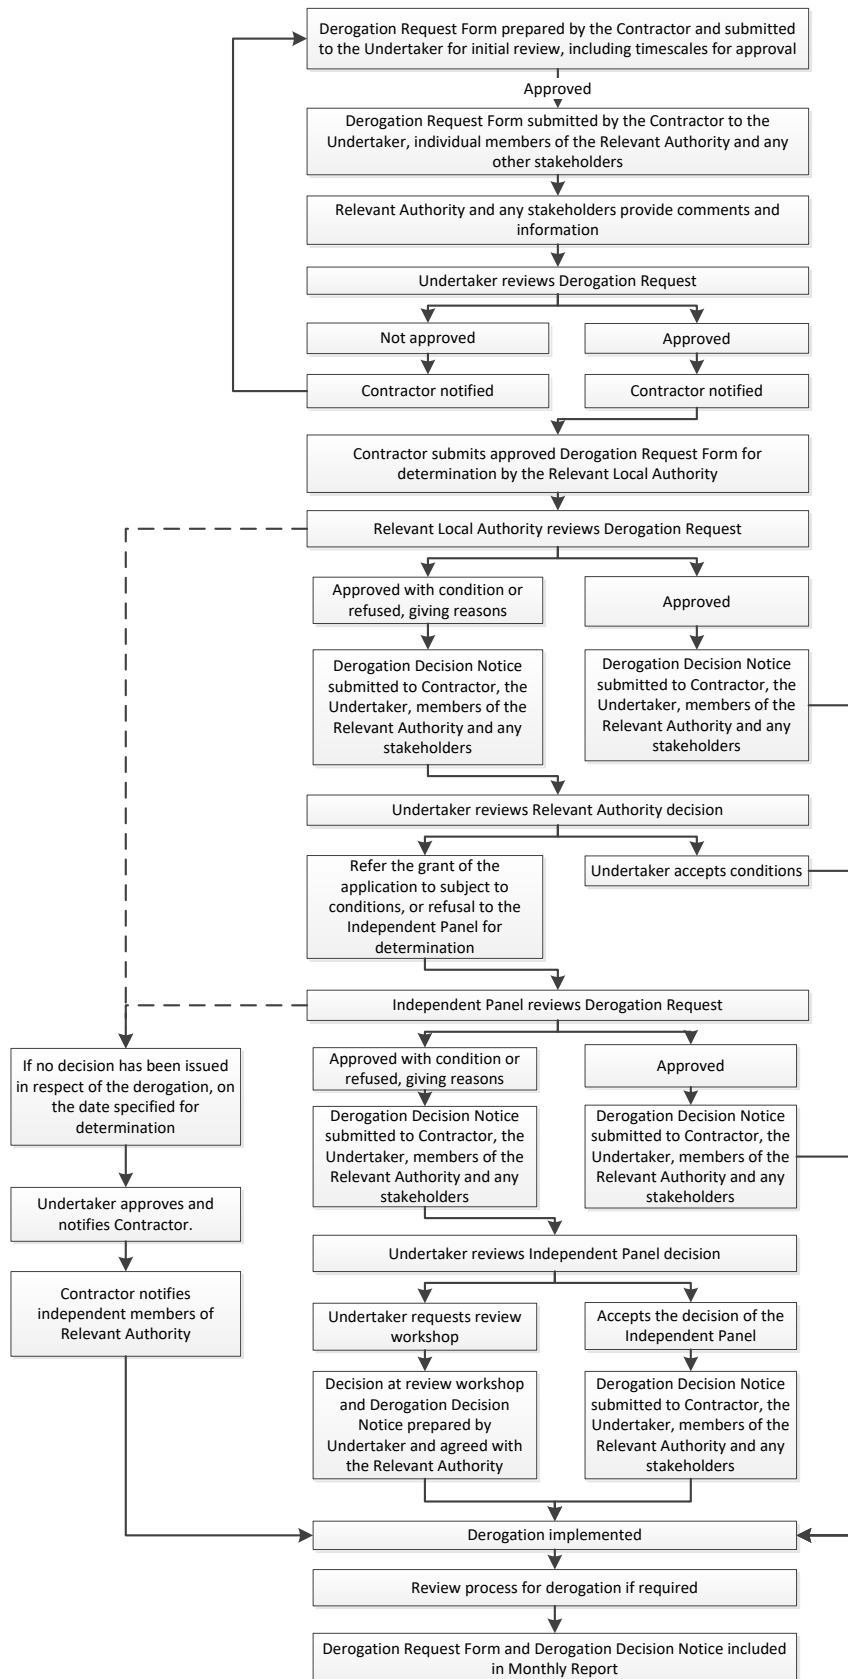 Derogation Request Form prepared by the Contractor and submitted
to the Undertaker for initial review, including timescales for approval
Approved
Derogation Request Form submitted by the Contractor to the
Undertaker, individual members of the Relevant Authority and any
other stakeholders
Relevant Authority and any stakeholders provide comments and
information
Undertaker reviews Derogation Request
Not approved
Approved
Contractor notified
Contractor notified
Contractor submits approved Derogation Request Form for
determination by the Relevant Local Authority
Relevant Local Authority reviews Derogation Request
Approved with condition or
refused, giving reasons
Approved
Derogation Decision Notice
submitted to Contractor, the
Undertaker, members of the
Relevant Authority and any
stakeholders
Derogation Decision Notice
submitted to Contractor, the
Undertaker, members of the
Relevant Authority and any
stakeholders
Undertaker reviews Relevant Authority decision
Refer the grant of the
application to subject to
conditions, or refusal to the
Independent Panel for
determination
Undertaker accepts conditions
Independent Panel reviews Derogation Request
If no decision has been issued
in respect of the derogation, on
the date specified for
determination
Approved with condition or
refused, giving reasons
Approved
Derogation Decision Notice
submitted to Contractor, the
Undertaker, members of the
Relevant Authority and any
stakeholders
Derogation Decision Notice
submitted to Contractor, the
Undertaker, members of the
Relevant Authority and any
stakeholders
Undertaker approves and
notifies Contractor.
Undertaker reviews Independent Panel decision
Contractor notifies
independent members of
Relevant Authority
Undertaker requests review
workshop
Accepts the decision of the
Independent Panel
Decision at review workshop
and Derogation Decision
Notice prepared by
Undertaker and agreed with
the Relevant Authority
Derogation Decision Notice
submitted to Contractor, the
Undertaker, members of the
Relevant Authority and any
stakeholders
Derogation implemented
Review process for derogation if required
Derogation Request Form and Derogation Decision Notice included
in Monthly Report